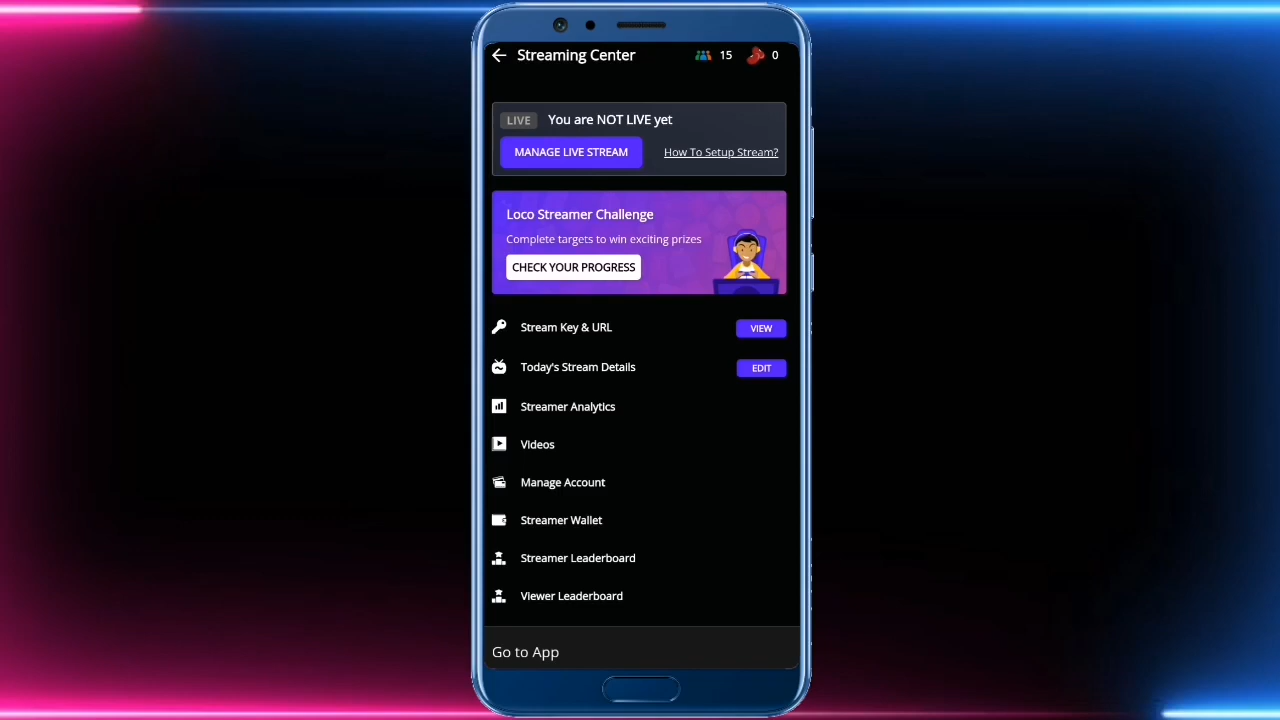 Streaming Center 15 0
LIVE You are NOT LIVE yet
MANAGE LIVE STREAM How To Setup Stream?
Loco Streamer Challenge
Complete targets to win exciting prizes
CHECK YOUR PROGRESS
Stream Key & URL VIEW
Today's Stream Details EDIT
Streamer Analytics
Videos
Manage Account
Streamer Wallet
Streamer Leaderboard
Viewer Leaderboard
Go to App